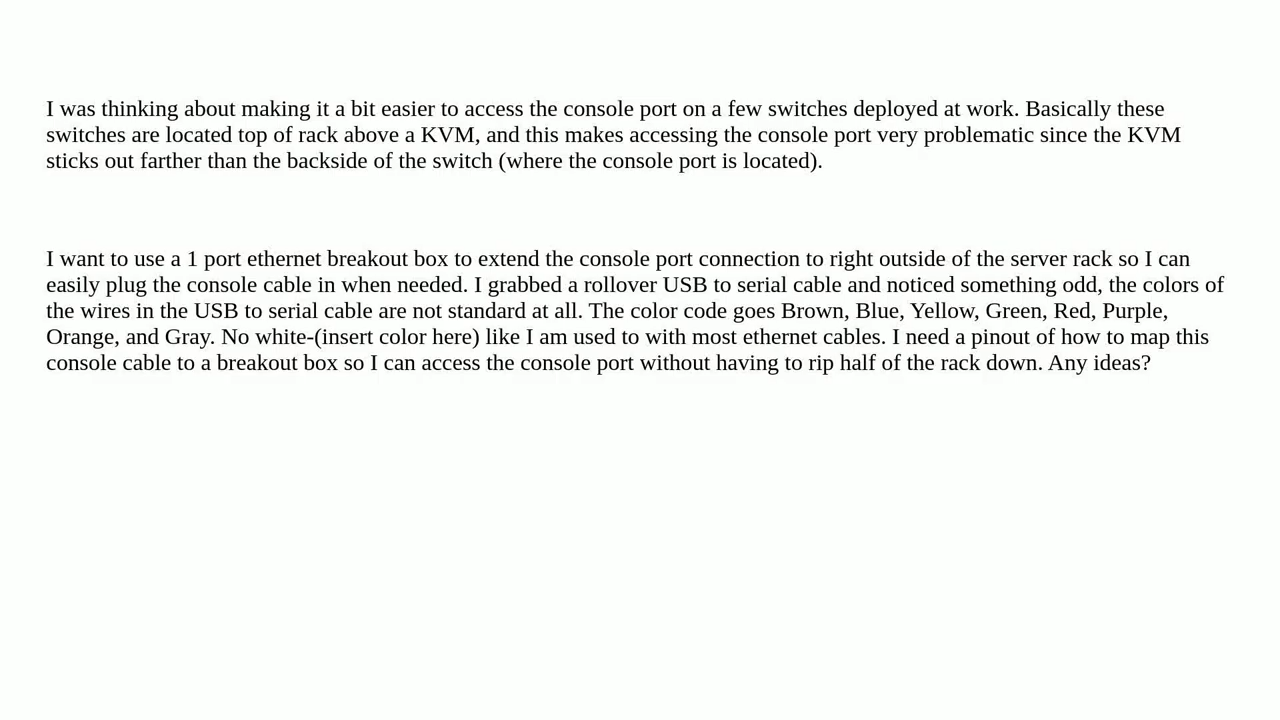 I was thinking about making it a bit easier to access the console port on a few switches deployed at work. Basically these
switches are located top of rack above a KVM, and this makes accessing the console port very problematic since the KVM
sticks out farther than the backside of the switch (where the console port is located).
I want to use a 1 port ethernet breakout box to extend the console port connection to right outside of the server rack so I can
easily plug the console cable in when needed. I grabbed a rollover USB to serial cable and noticed something odd, the colors of
the wires in the USB to serial cable are not standard at all. The color code goes Brown, Blue, Yellow, Green, Red, Purple,
Orange, and Gray. No white-(insert color here) like I am used to with most ethernet cables. I need a pinout of how to map this
console cable to a breakout box so I can access the console port without having to rip half of the rack down. Any ideas?